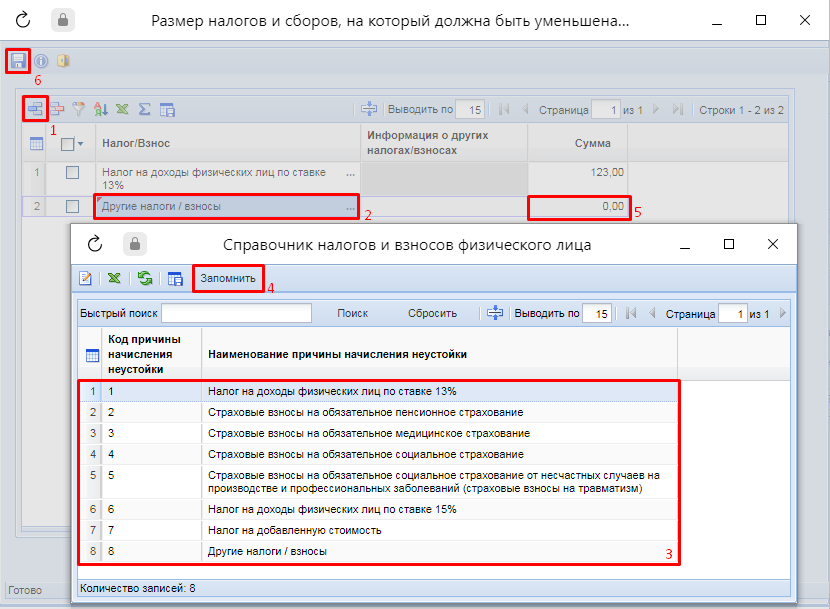 Размер налогов и сборов, на который должна быть уменьшена...
6
Выводить по 15 Страница 1 из 1 Строки 1 - 2 из 2
1
Налог/Взнос Информация о других налогах/взносах Сумма
1 Налог на доходы физических лиц по ставке 13% ... 123,00
2 Другие налоги / взносы ... 0,00
2
5
Справочник налогов и взносов физического лица
Запомнить
4
Быстрый поиск Поиск Сбросить Выводить по 15 Страница 1 из 1
Код причины начисления неустойки Наименование причины начисления неустойки
1 1 Налог на доходы физических лиц по ставке 13%
2 2 Страховые взносы на обязательное пенсионное страхование
3 3 Страховые взносы на обязательное медицинское страхование
4 4 Страховые взносы на обязательное социальное страхование
5 5 Страховые взносы на обязательное социальное страхование от несчастных случаев на
производстве и профессиональных заболеваний (страховые взносы на травматизм)
6 6 Налог на доходы физических лиц по ставке 15%
7 7 Налог на добавленную стоимость
8 8 Другие налоги / взносы
3
Количество записей: 8
Готово